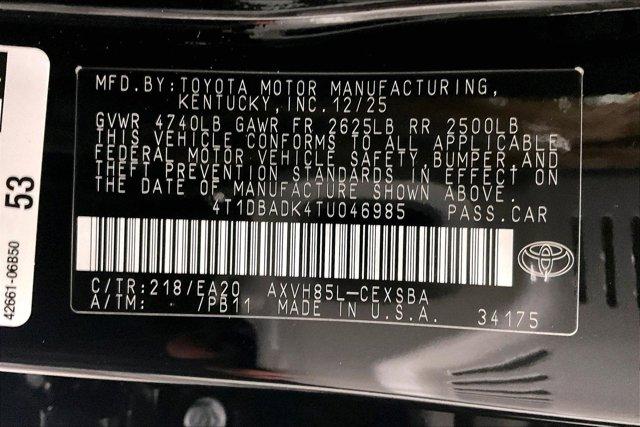 MFD.BY:TOYOTA MOTOR MANUFACTURING,
KENTUCKY,INC.12/25
GVWR 4740LB GAWR FR 2625LB RR 2500LB
THIS VEHICLE CONFORMS TO ALL APPLICABLE
FEDERAL MOTOR VEHICLE SAFETY,BUMPER,AND
THEFT PREVENTION STANDARDS IN EFFECT ON
THE DATE OF MANUFACTURE SHOWN ABOVE.
4T1DBADK4TU046985 PASS.CAR
C/TR:218/EA20 AXVH85L-CEXSBA
A/TM: - /PB11 MADE IN U.S.A. 34175
53
42661-06B50